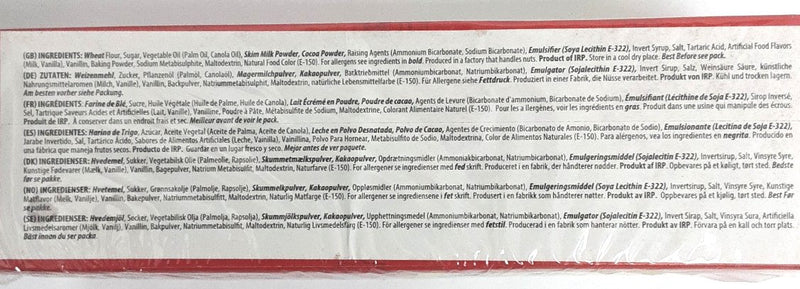 (GB) INGREDIENTS: Wheat Flour, Sugar, Vegetable Oil (Palm Oil, Canola Oil), Skim Milk Powder, Cocoa Powder, Raising Agents (Ammonium Bicarbonate, Sodium Bicarbonate), Emulsifier (Soya Lecithin E-322), Invert Syrup, Salt, Tartaric Acid, Artificial Food Flavors
(Milk, Vanilla), Vanillin, Baking Powder, Sodium Metabisulphite, Maltodextrin, Natural Food Color (E-150). For allergens see ingredients in bold. Produced in a factory that handles nuts. Product of IRP. Store in a cool dry place. Best Before see pack.
(DE) ZUTATEN: Weizenmehl, Zucker, Pflanzenöl (Palmöl, Canolaöl), Magermilchpulver, Kakaopulver, Backtriebmittel (Ammoniumbicarbonat, Natriumbikarbonat), Emulgator (Sojalecithin E-322), Invert Sirup, Salz, Weinsäure Säure, künstliche
Nahrungsmittelaromen (Milch, Vanille), Vanillin, Backpulver, Natriummetabisulfit, Maltodextrin, natürliche Lebensmittelfarbe (E-150). Für Allergene siehe Fettdruck. Produziert in einer Fabrik, die Nüsse verarbeitet. Produkt von IRP. Kühl und trocken lagern.
Am besten vorher siehe Packung.
(FR) INGRÉDIENTS: Farine de Blé, Sucre, Huile Végétale (Huile de Palme, Huile de Canola), Lait Écrémé en Poudre, Poudre de cacao, Agents de Levure (Bicarbonate d'ammonium, Bicarbonate de Sodium), Émulsifiant (Lécithine de Soja E-322), Sirop Inversé,
Sel, Tartrique Saveurs Acides et Artificielles (Lait, Vanille), Vanilline, Poudre à Pâte, Métabisulfite de Sodium, Maltodextrine, Colorant Alimentaire Naturel (E-150). Pour les allergènes, voir les ingrédients en gras. Produit dans une usine qui manipule des écrous.
Produit de IRP. À conserver dans un endroit frais et sec. Meilleur avant de voir le pack.
(ES) INGREDIENTES: Harina de Trigo, Azúcar, Aceite Vegetal (Aceite de Palma, Aceite de Canola), Leche en Polvo Desnatada, Polvo de Cacao, Agentes de Crecimiento (Bicarbonato de Amonio, Bicarbonato de Sodio), Emulsionante (Lecitina de Soja E-322),
Jarabe Invertido, Sal, Tartárico Ácido, Sabores de Alimentos Artificiales (Leche, Vainilla), Vainillina, Polvo Para Hornear, Metabisulfito de Sodio, Maltodextrina, Color de Alimentos Naturales (E-150). Para alérgenos, vea los ingredientes en negrita. Producido en
una fábrica que maneja frutos secos. Producto de IRP. Guardar en un lugar fresco y seco. Mejor antes de ver paquete.
(DK) INGREDIENSER: Hvedemel, Sukker, Vegetabilsk Olie (Palmeolie, Rapsolie), Skummetmælkspulver, Kakaopulver, Opdrætningsmidler (Amoniakbicarbonat, Natriumbicarbonat), Emulgeringsmiddel (Sojalecitin E-322), Invertsirup, Salt, Vinsyre Syre,
Kunstige Fødevarer (Mælk, Vanille), Vanillin, Bagepulver, Natrium Metabisulfit, Maltodextrin, Naturfarve (E-150). For allergener se ingredienser med fed skrift. Produceret i en fabrik, der håndterer nødder. Produkt af IRP. Opbevares på et køligt, tørt sted. Bedste
før se pakke.
(NO) INGREDIENSER: Hvetemel, Sukker, Grønnsakolje (Palmolje, Rapsolje), Skummelkpulver, Kakaopulver, Oppløsmidler (Ammoniumbikarbonat, Natriumbikarbonat), Emulgeringsmiddel (Soyalecithin E-322), Invertsirup, Salt, Vinsyre Syre, Kunstige
Matflavor (Melk, Vanilje), Vanillin, Bakepulver, Natriummetabisulfitt, Maltodextrin, Naturlig Matfarge (E-150). For allergener se ingrediensene i fet skrift. Produsert i en fabrikk som håndterer nøtter. Produkt av IRP. Oppbevares på et kjølig, tørt sted. Best Før
se pakke.
(SE) INGREDIENSER: Hvedemjöl, Socker, Vegetabilisk Olja (Palmolja, Rapsolja), Skummjölkspulver, Kakaopulver, Upphettningsmedel (Ammoniumbikarbonat, Natriumbikarbonat), Emulgator (Sojalecitin E-322), Invert Sirap, Salt, Vinsyra Sura, Artificiella
Livsmedelsaromer (Mjölk, Vanilj), Vanillin, Bakpulver, Natriummetabisulfit, Maltodextrin, Naturlig Livsmedelsfärg (E-150). För allergener se ingredienser med fetstil. Producerad i en fabrik som hanterar nötter. Produkt av IRP. Förvara på en kall och torr plats.
Bäst innan du ser packa.